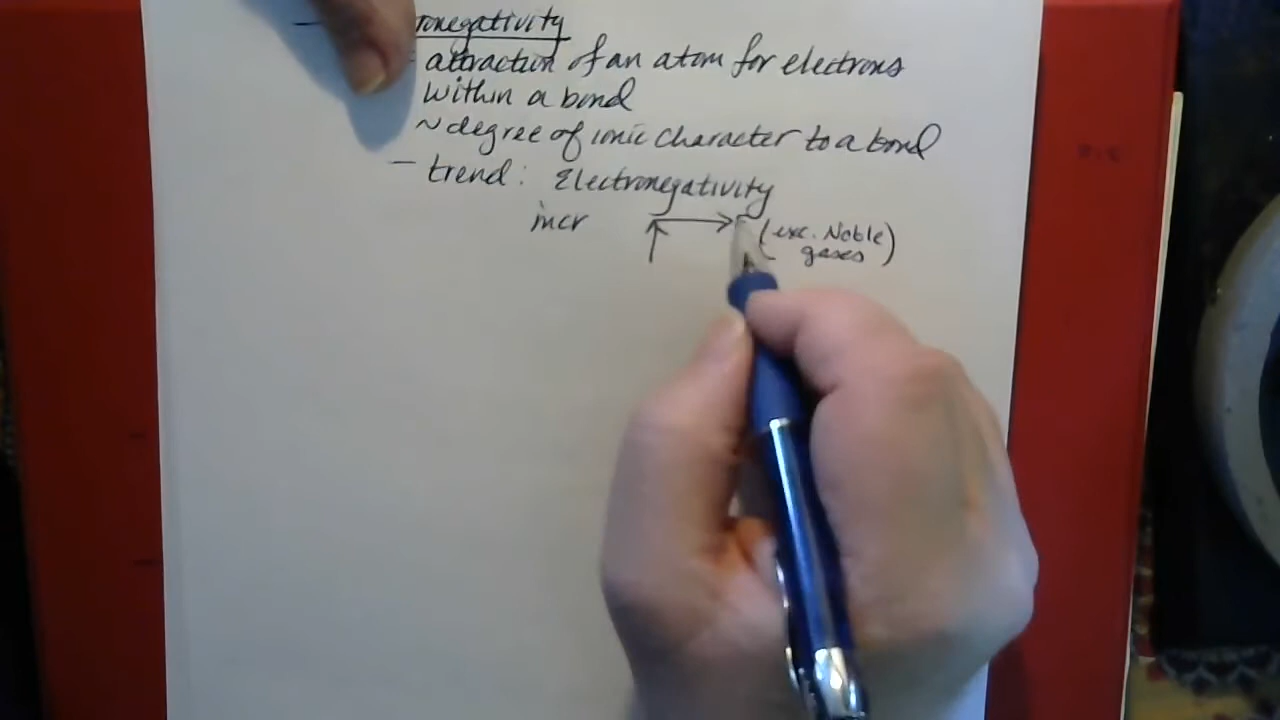 ronegativity
attraction of an atom for electrons
within a bond
~ degree of ionic character to a bond
- trend: Electronegativity
incr (exc. Noble
gases)